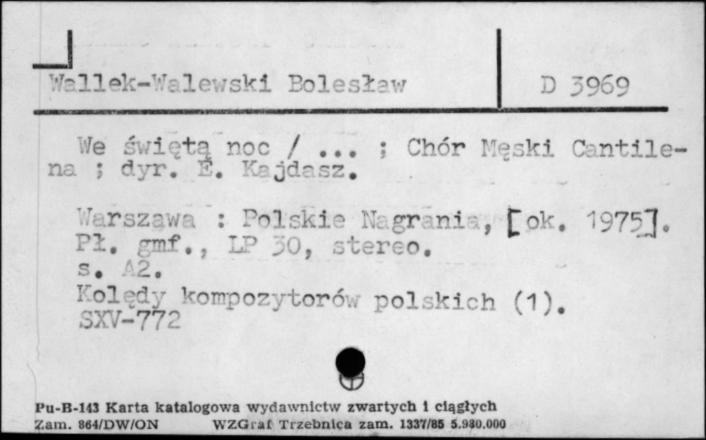 Wallek-Walewski Bolesław
D 3969
We świętą noc / ... ; Chór Męski Cantile-
na ; dyr. E. Kajdasz.
Warszawa : Polskie Nagrania, [ok. 1975].
Pł. gmf., LP 30, stereo.
s. A2.
Kolędy kompozytorów polskich (1).
SXV-772
Pu-B-143 Karta katalogowa wydawnictw zwartych i ciągłych
Zam. 864/DW/ON WZGraf Trzebnica zam. 1337/85 5.980.000